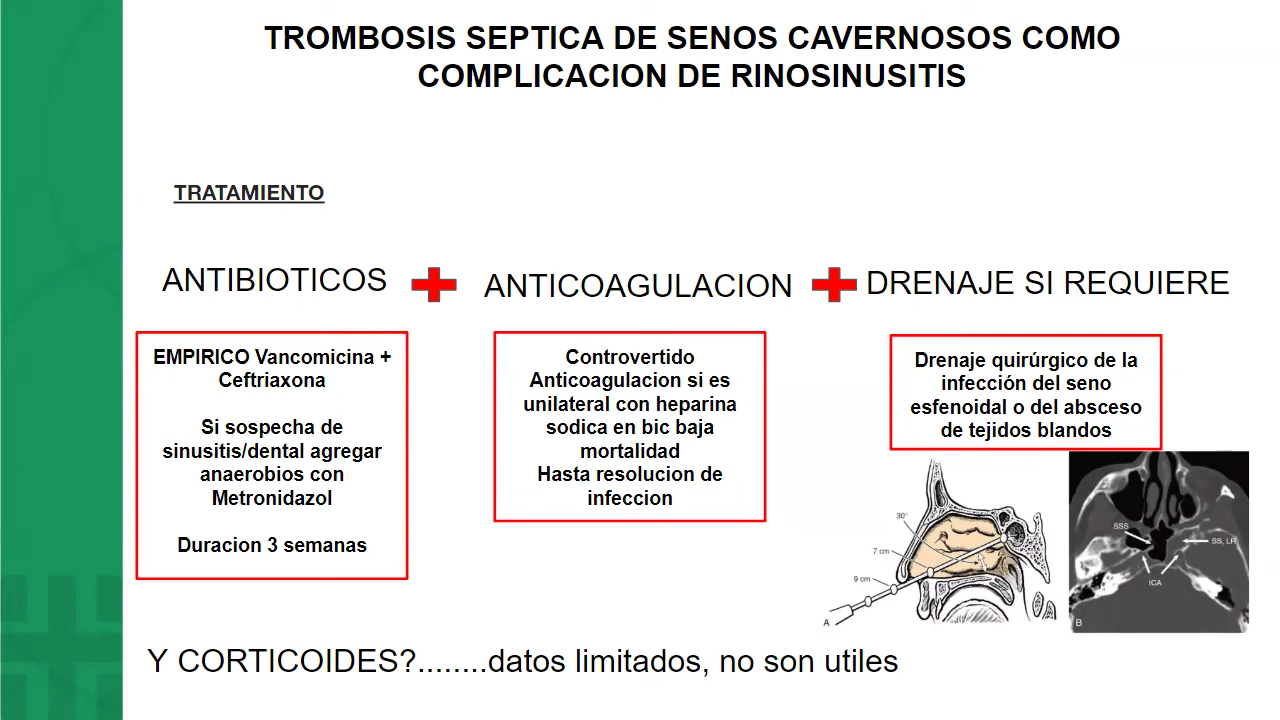 TROMBOSIS SEPTICA DE SENOS CAVERNOSOS COMO
COMPLICACION DE RINOSINUSITIS
TRATAMIENTO
ANTIBIOTICOS
ANTICOAGULACION
DRENAJE SI REQUIERE
EMPIRICO Vancomicina +
Ceftriaxona
Si sospecha de
sinusitis/dental agregar
anaerobios con
Metronidazol
Duracion 3 semanas
Controvertido
Anticoagulacion si es
unilateral con heparina
sodica en bic baja
mortalidad
Hasta resolucion de
infeccion
Drenaje quirúrgico de la
infección del seno
esfenoidal o del absceso
de tejidos blandos
30°
7 cm
9 cm
A
SSS
SS, LR
ICA
B
Y CORTICOIDES?........datos limitados, no son utiles